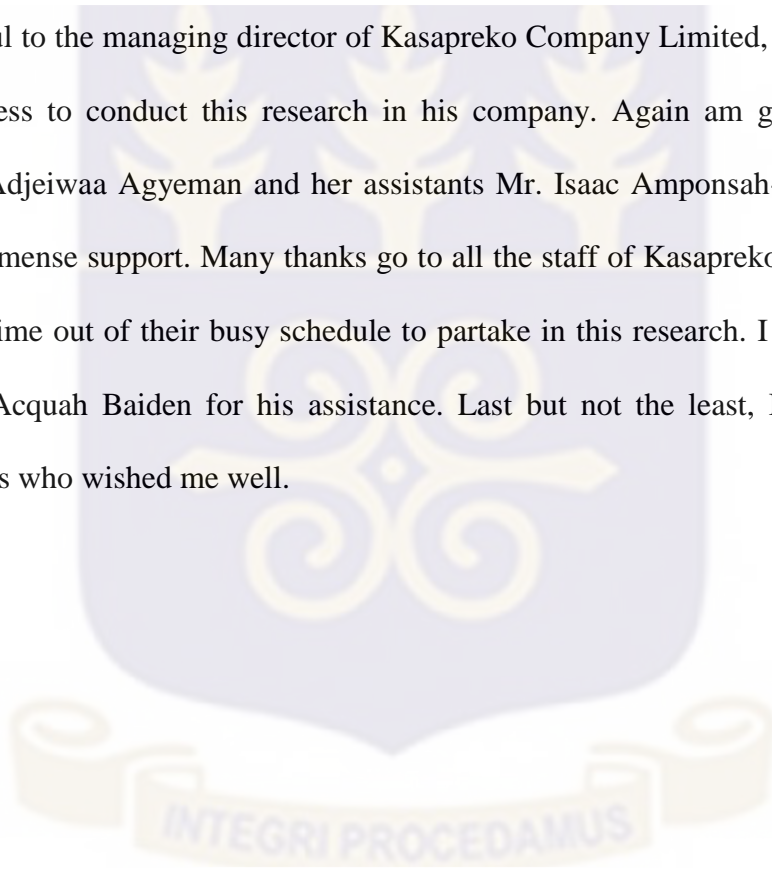 ul to the managing director of Kasapreko Company Limited,
ess to conduct this research in his company. Again am g
Adjeiwaa Agyeman and her assistants Mr. Isaac Amponsah-
mense support. Many thanks go to all the staff of Kasapreko
ime out of their busy schedule to partake in this research. I
Acquah Baiden for his assistance. Last but not the least, I
s who wished me well.
INTEGRI PROCEDAMUS